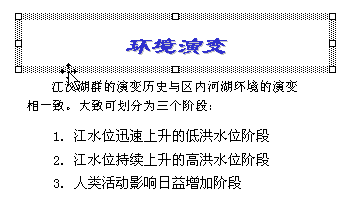 环境演变
江汉湖群的演变历史与区内河湖环境的演变
相一致。大致可划分为三个阶段：
1. 江水位迅速上升的低洪水位阶段
2. 江水位持续上升的高洪水位阶段
3. 人类活动影响日益增加阶段